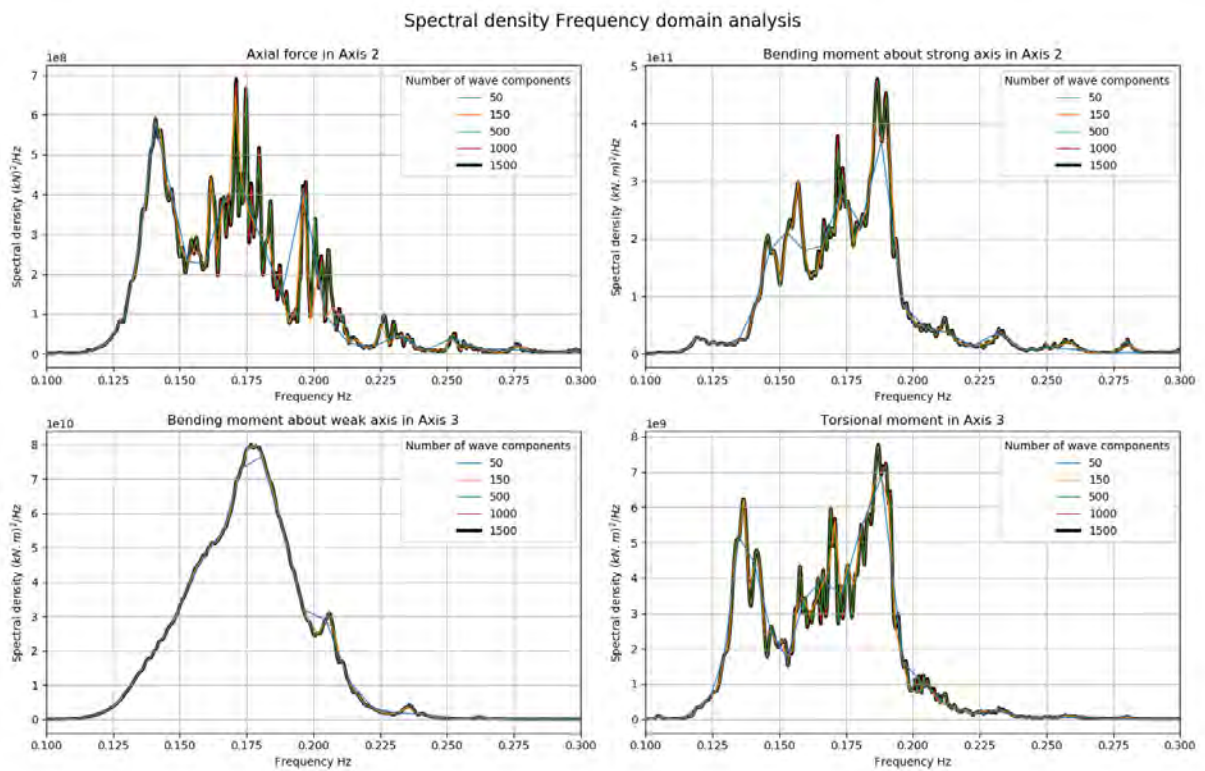 Spectral density Frequency domain analysis
Axial force in Axis 2
1e8
Spectral density (kN)²/Hz
7
6
5
4
3
2
1
0
0.100 0.125 0.150 0.175 0.200 0.225 0.250 0.275 0.300
Frequency Hz
Number of wave components
50
150
500
1000
1500
Bending moment about strong axis in Axis 2
1e11
Spectral density (kN.m)²/Hz
5
4
3
2
1
0
0.100 0.125 0.150 0.175 0.200 0.225 0.250 0.275 0.300
Frequency Hz
Number of wave components
50
150
500
1000
1500
Bending moment about weak axis in Axis 3
1e10
Spectral density (kN.m)²/Hz
8
7
6
5
4
3
2
1
0
0.100 0.125 0.150 0.175 0.200 0.225 0.250 0.275 0.300
Frequency Hz
Number of wave components
50
150
500
1000
1500
Torsional moment in Axis 3
1e9
Spectral density (kN.m)²/Hz
8
7
6
5
4
3
2
1
0
0.100 0.125 0.150 0.175 0.200 0.225 0.250 0.275 0.300
Frequency Hz
Number of wave components
50
150
500
1000
1500